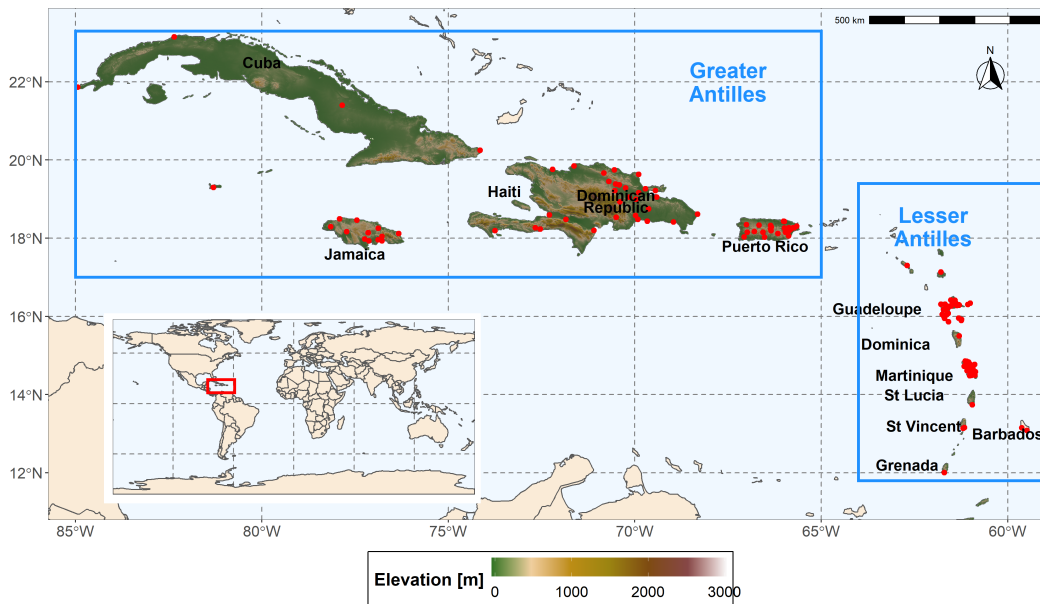 500 km
N
Greater
Antilles
Cuba
22°N
20°N
Haiti
Dominican
Republic
18°N
Jamaica
Puerto Rico
Lesser
Antilles
16°N
Guadeloupe
Dominica
Martinique
14°N
St Lucia
St Vincent
Barbados
12°N
Grenada
85°W
80°W
75°W
70°W
65°W
60°W
Elevation [m]
0
1000
2000
3000